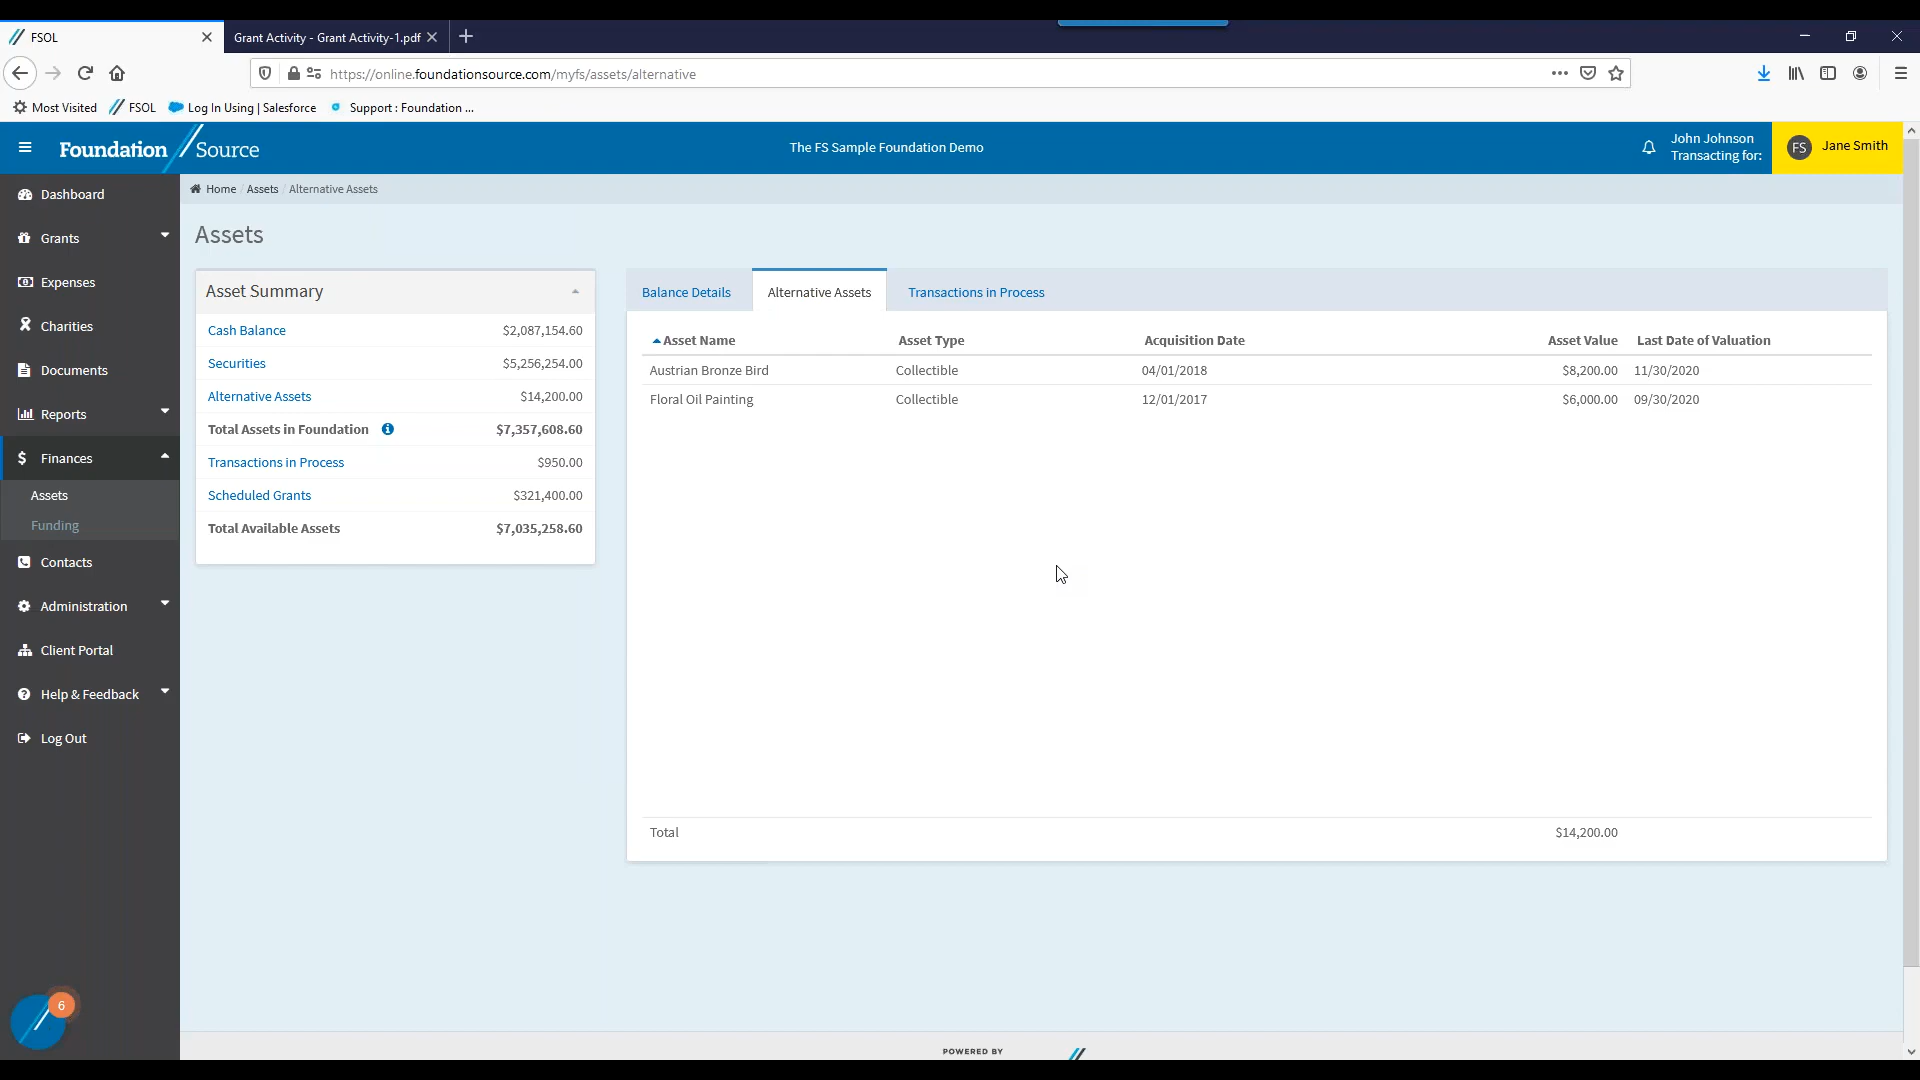 FSOL
Grant Activity - Grant Activity-1.pdf
https://online.foundationsource.com/myfs/assets/alternative
Most Visited FSOL Log In Using | Salesforce Support : Foundation ...
Foundation Source
The FS Sample Foundation Demo
John Johnson
Transacting for:
FS Jane Smith
Dashboard
Grants
Expenses
Charities
Documents
Reports
Finances
Assets
Funding
Contacts
Administration
Client Portal
Help & Feedback
Log Out
6
Home / Assets / Alternative Assets
Assets
Asset Summary
Cash Balance $2,087,154.60
Securities $5,256,254.00
Alternative Assets $14,200.00
Total Assets in Foundation $7,357,608.60
Transactions in Process $950.00
Scheduled Grants $321,400.00
Total Available Assets $7,035,258.60
Balance Details Alternative Assets Transactions in Process
Asset Name Asset Type Acquisition Date Asset Value Last Date of Valuation
Austrian Bronze Bird Collectible 04/01/2018 $8,200.00 11/30/2020
Floral Oil Painting Collectible 12/01/2017 $6,000.00 09/30/2020
Total $14,200.00
POWERED BY